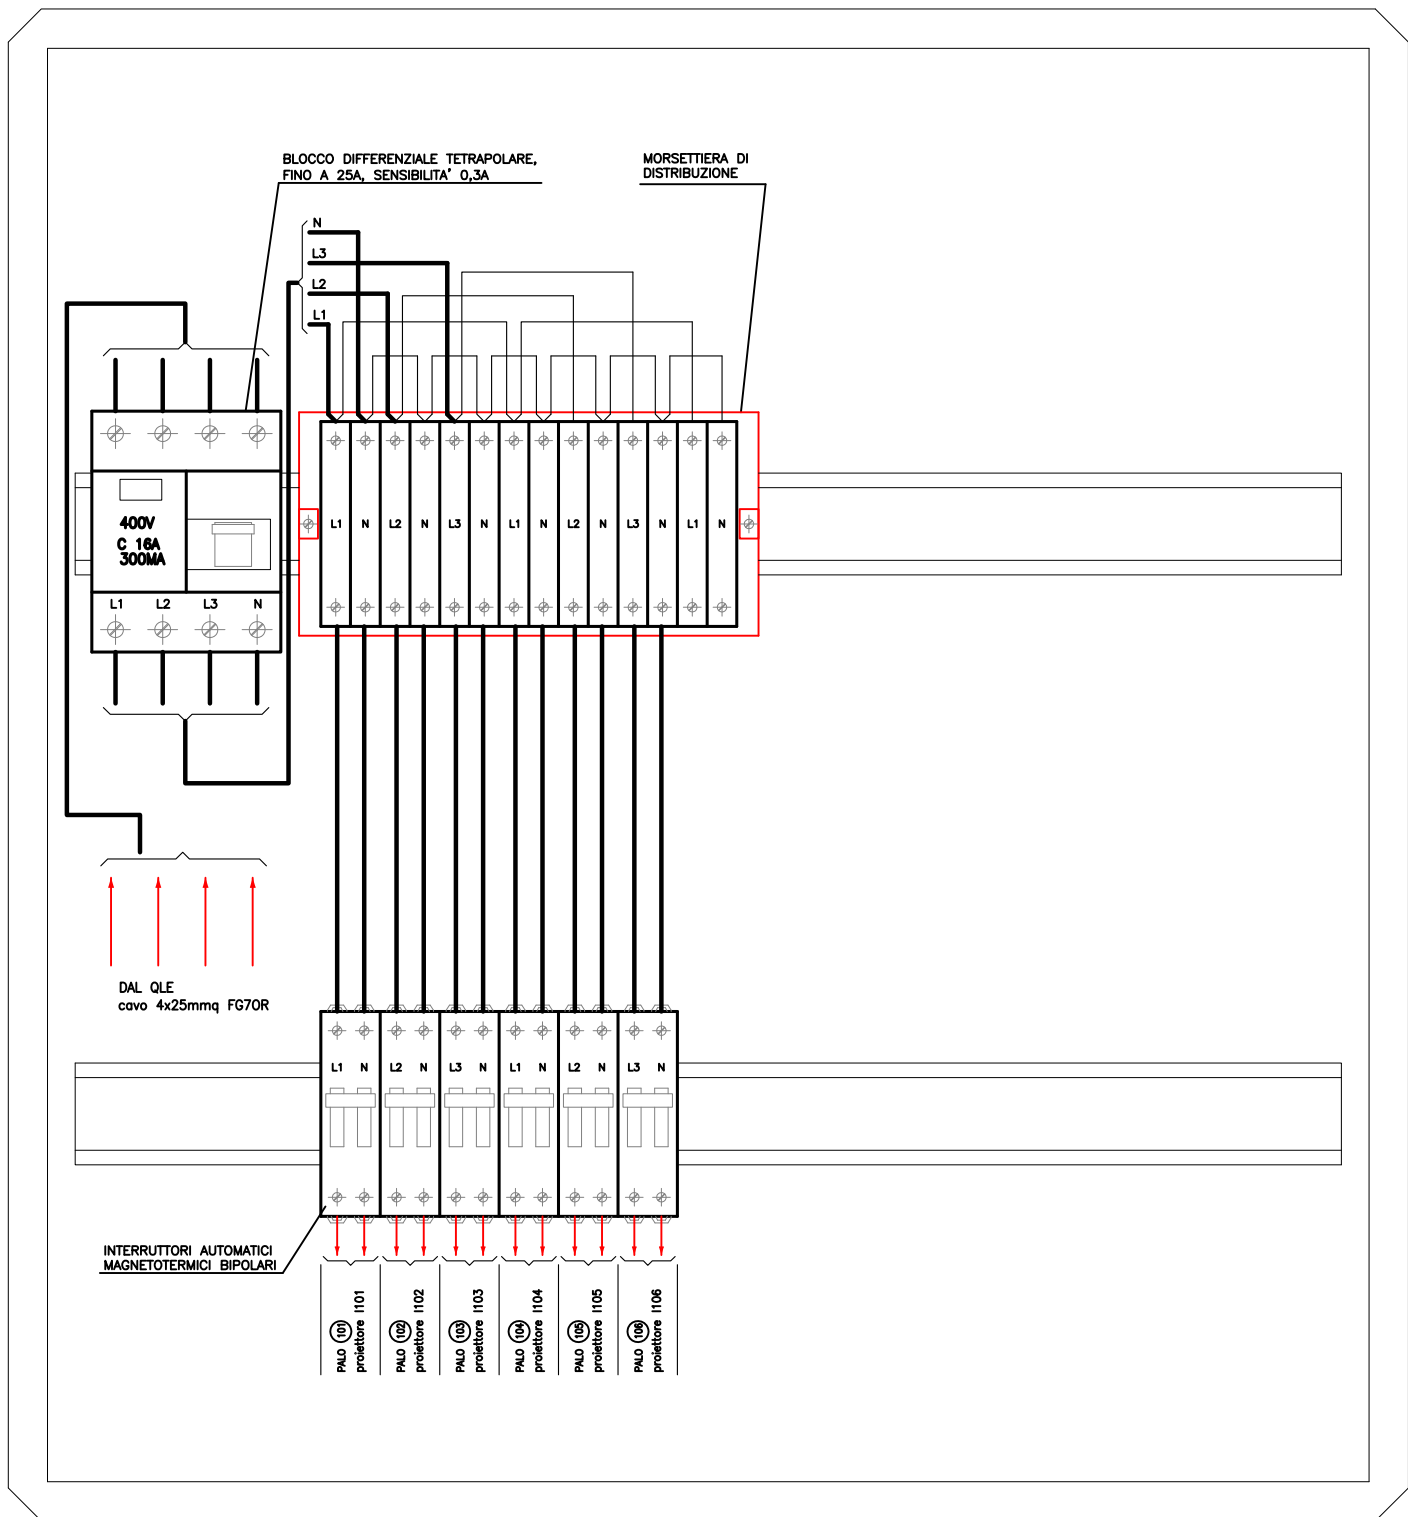 BLOCCO DIFFERENZIALE TETRAPOLARE,
FINO A 25A, SENSIBILITA' 0,3A
MORSETTIERA DI
DISTRIBUZIONE
N
L3
L2
L1
400V
C 16A
300MA
L1 L2 L3 N
L1 N L2 N L3 N L1 N L2 N L3 N L1 N
DAL QLE
cavo 4x25mmq FG7OR
L1 N L2 N L3 N L1 N L2 N L3 N
INTERRUTTORI AUTOMATICI
MAGNETOTERMICI BIPOLARI
PALO 101
proiettore I101
PALO 102
proiettore I102
PALO 103
proiettore I103
PALO 104
proiettore I104
PALO 105
proiettore I105
PALO 106
proiettore I106